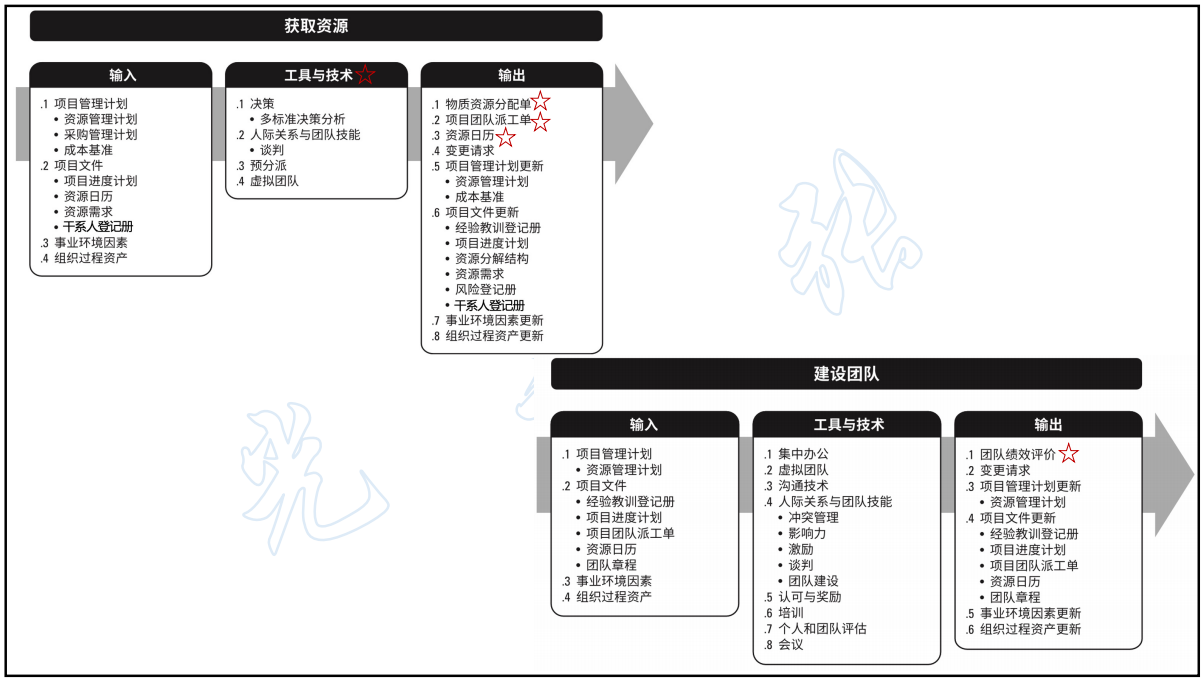 获取资源
输入
.1 项目管理计划
• 资源管理计划
• 采购管理计划
• 成本基准
.2 项目文件
• 项目进度计划
• 资源日历
• 资源需求
• 干系人登记册
.3 事业环境因素
.4 组织过程资产
工具与技术
.1 决策
• 多标准决策分析
.2 人际关系与团队技能
• 谈判
.3 预分派
.4 虚拟团队
输出
.1 物质资源分配单
.2 项目团队派工单
.3 资源日历
.4 变更请求
.5 项目管理计划更新
• 资源管理计划
• 成本基准
.6 项目文件更新
• 经验教训登记册
• 项目进度计划
• 资源分解结构
• 资源需求
• 风险登记册
• 干系人登记册
.7 事业环境因素更新
.8 组织过程资产更新
建设团队
输入
.1 项目管理计划
• 资源管理计划
.2 项目文件
• 经验教训登记册
• 项目进度计划
• 项目团队派工单
• 资源日历
• 团队章程
.3 事业环境因素
.4 组织过程资产
工具与技术
.1 集中办公
.2 虚拟团队
.3 沟通技术
.4 人际关系与团队技能
• 冲突管理
• 影响力
• 激励
• 谈判
• 团队建设
.5 认可与奖励
.6 培训
.7 个人和团队评估
.8 会议
输出
.1 团队绩效评价
.2 变更请求
.3 项目管理计划更新
• 资源管理计划
.4 项目文件更新
• 经验教训登记册
• 项目进度计划
• 项目团队派工单
• 资源日历
• 团队章程
.5 事业环境因素更新
.6 组织过程资产更新